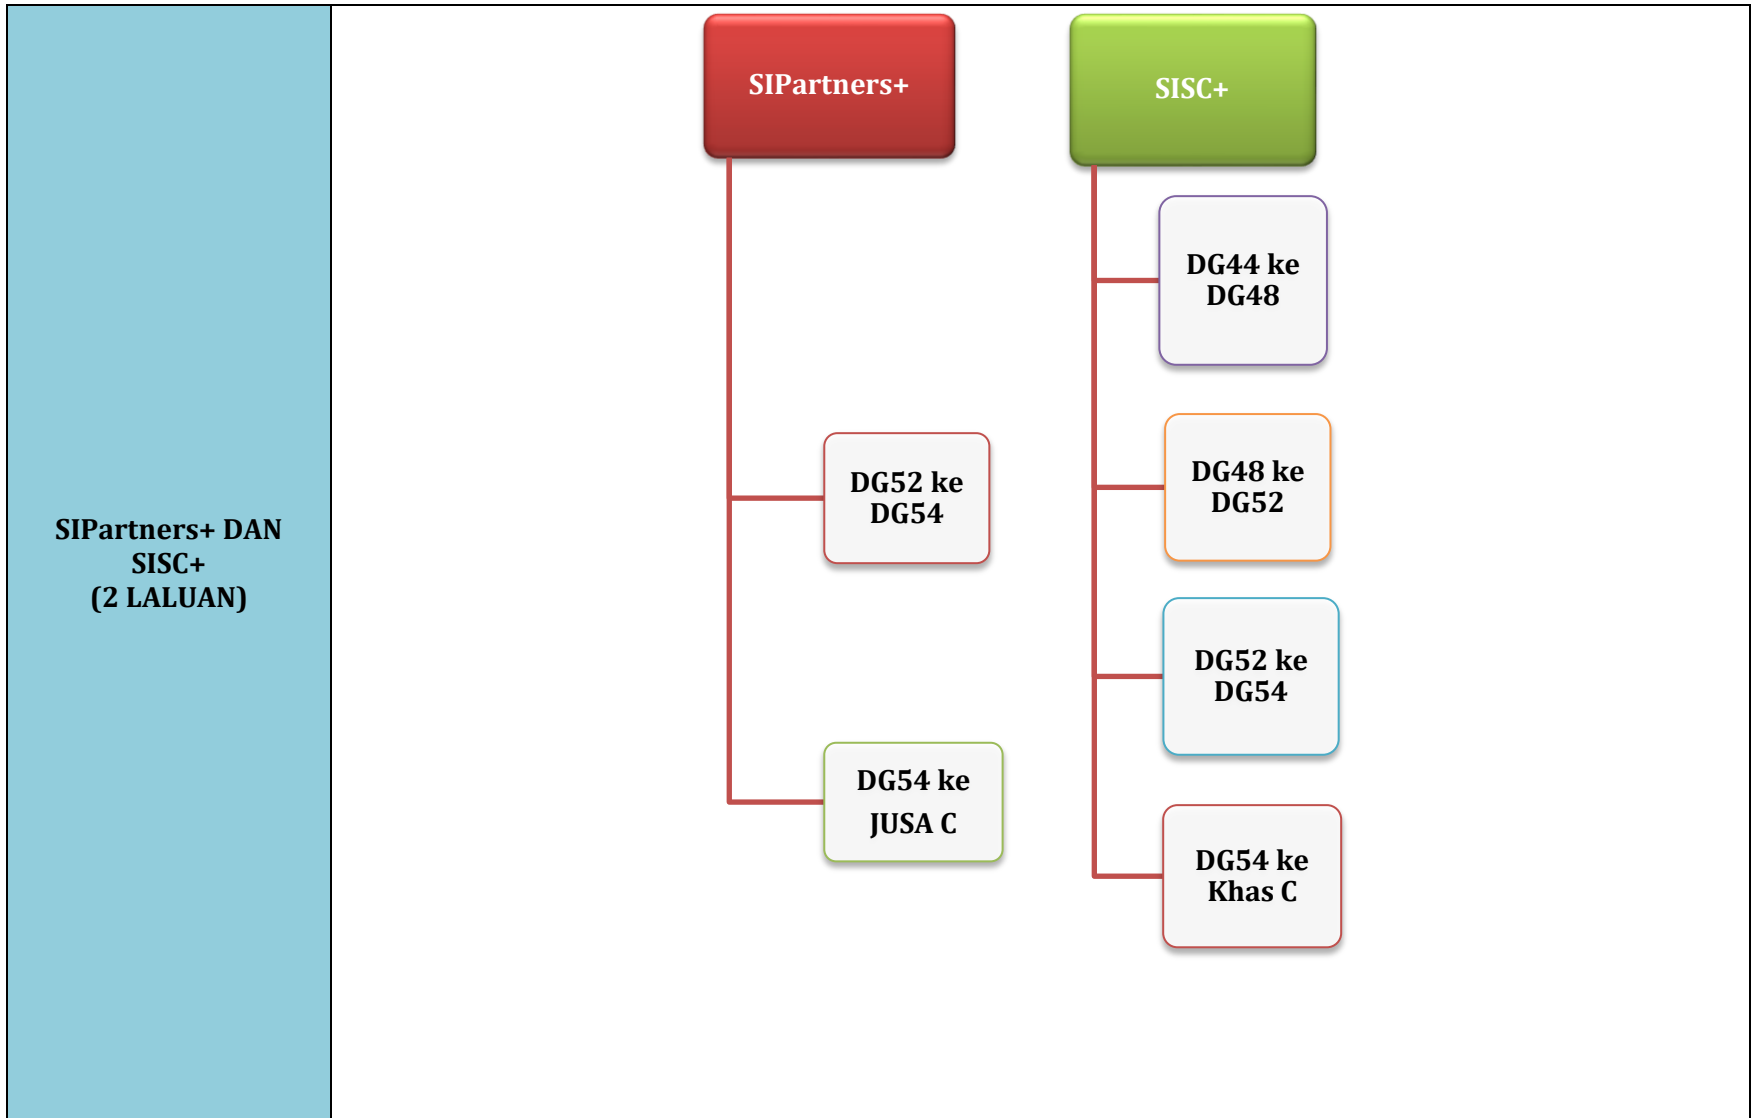 SIPartners+ DAN
SISC+
(2 LALUAN)
SIPartners+
DG52 ke
DG54
DG54 ke
JUSA C
SISC+
DG44 ke
DG48
DG48 ke
DG52
DG52 ke
DG54
DG54 ke
Khas C